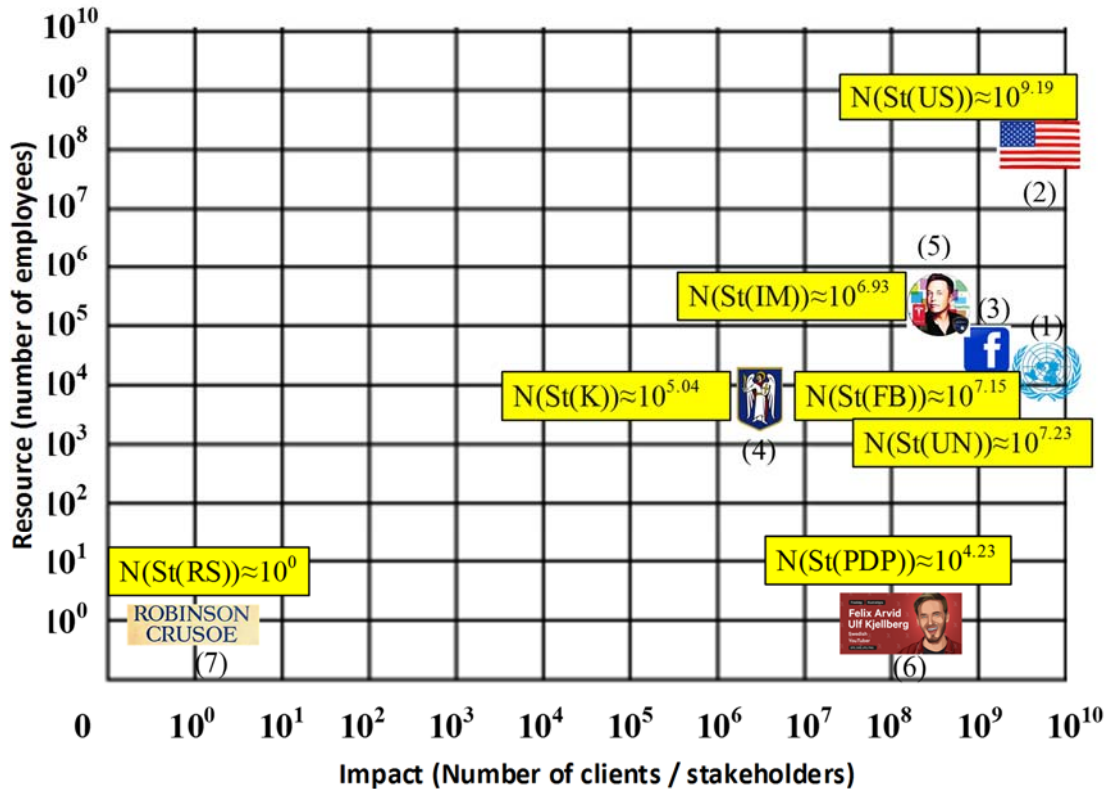 10^10
10^9
N(St(US))≈10^9.19
10^8
(2)
10^7
(5)
10^6
N(St(IM))≈10^6.93
(3)
(1)
10^5
f
10^4
N(St(K))≈10^5.04
N(St(FB))≈10^7.15
10^3
(4)
N(St(UN))≈10^7.23
10^2
10^1
N(St(RS))≈10^0
N(St(PDP))≈10^4.23
10^0
ROBINSON
CRUSOE
(7)
Felix Arvid
Ulf Kjellberg
Swedish
YouTuber
(6)
0 10^0 10^1 10^2 10^3 10^4 10^5 10^6 10^7 10^8 10^9 10^10
Impact (Number of clients / stakeholders)
Resource (number of employees)